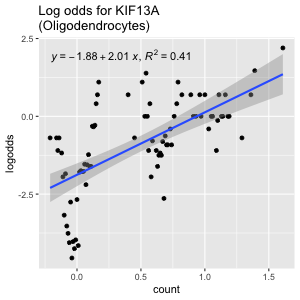 Log odds for KIF13A
(Oligodendrocytes)
y = −1.88 + 2.01 x, R² = 0.41
2.5
0.0
-2.5
logodds
0.0 0.5 1.0 1.5
count